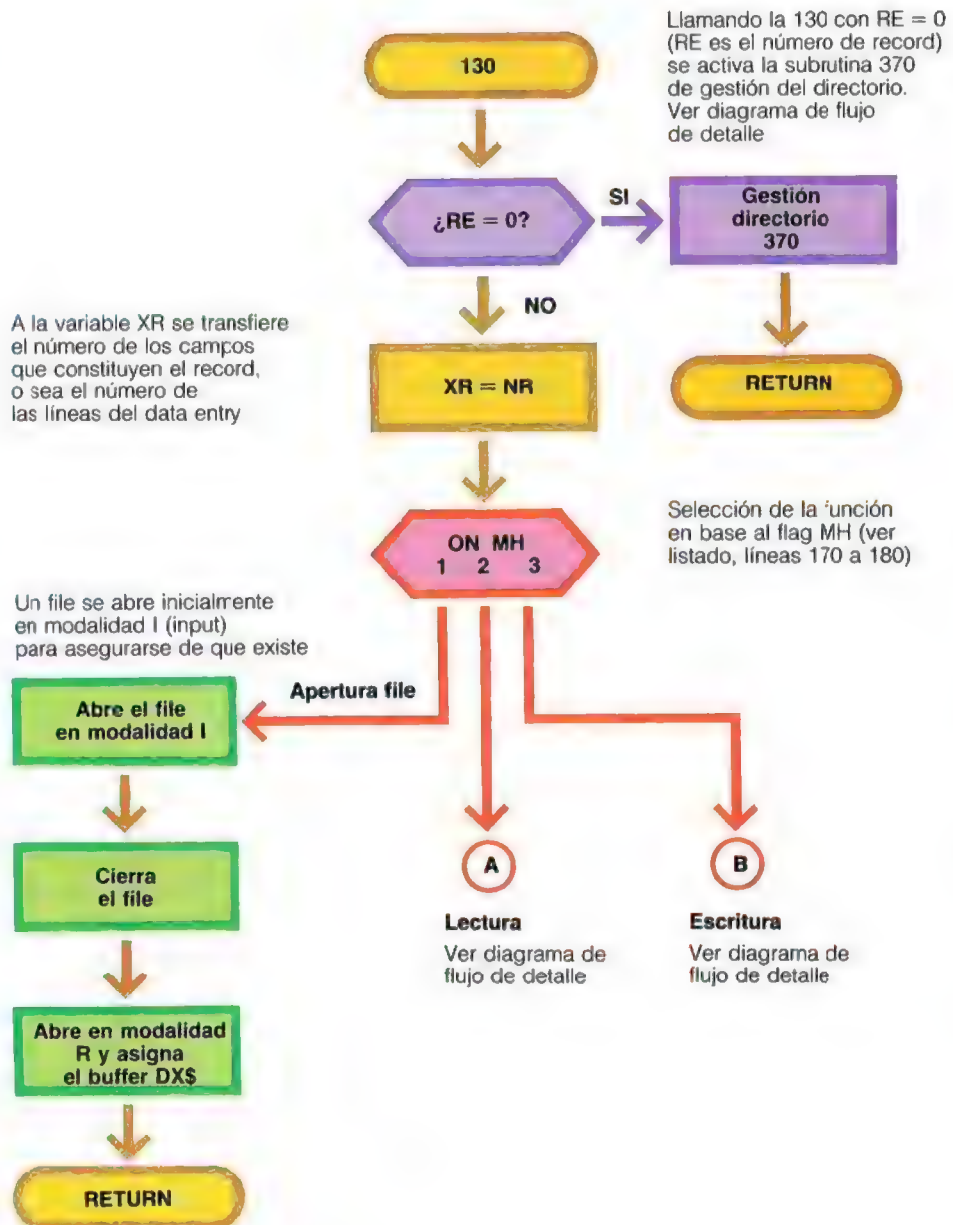 130
Llamando la 130 con RE = 0
(RE es el número de record)
se activa la subrutina 370
de gestión del directorio.
Ver diagrama de flujo
de detalle
¿RE = 0?
SI
Gestión
directorio
370
NO
RETURN
A la variable XR se transfiere
el número de los campos
que constituyen el record,
o sea el número de
las líneas del data entry
XR = NR
Selección de la función
en base al flag MH (ver
listado, líneas 170 a 180)
ON MH
1 2 3
Un file se abre inicialmente
en modalidad I (input)
para asegurarse de que existe
Apertura file
Abre el file
en modalidad I
Cierra
el file
Abre en modalidad
R y asigna
el buffer DX$
RETURN
A
Lectura
Ver diagrama de
flujo de detalle
B
Escritura
Ver diagrama de
flujo de detalle